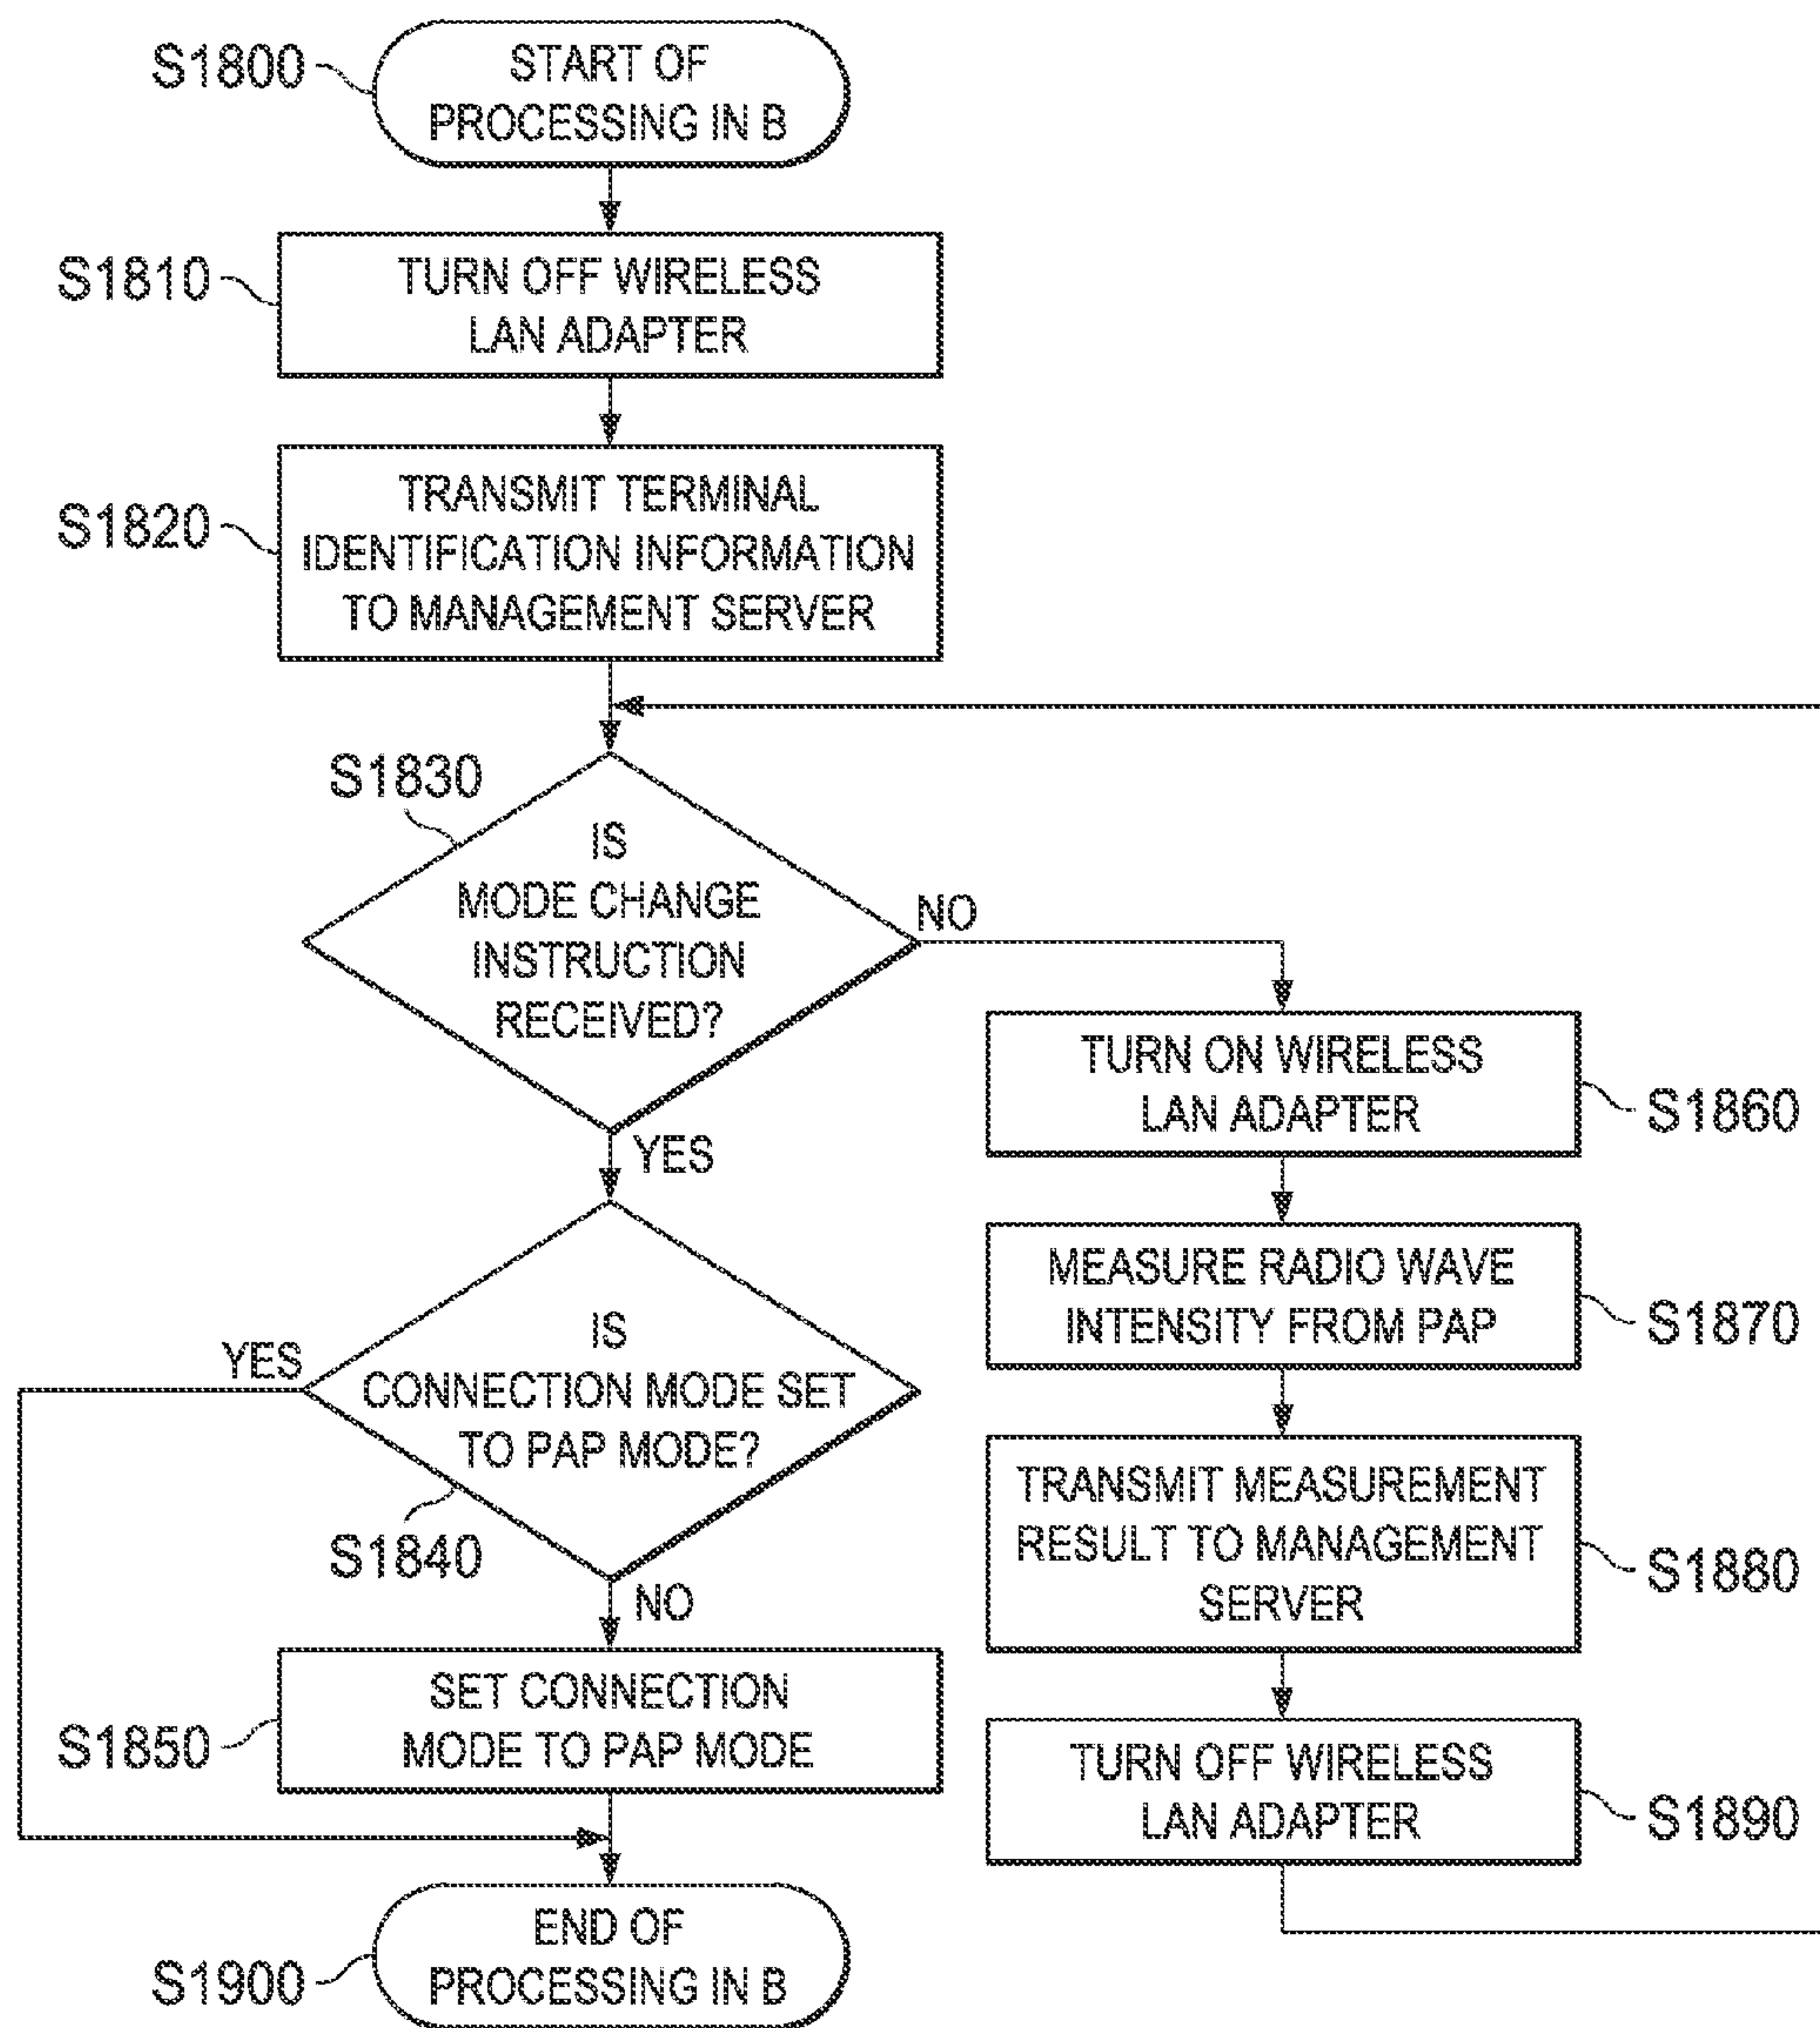 S1800
START OF
PROCESSING IN B
S1810
TURN OFF WIRELESS
LAN ADAPTER
S1820
TRANSMIT TERMINAL
IDENTIFICATION INFORMATION
TO MANAGEMENT SERVER
S1830
IS
MODE CHANGE
INSTRUCTION
RECEIVED?
NO
YES
IS
CONNECTION MODE SET
TO PAP MODE?
YES
S1840
NO
SET CONNECTION
MODE TO PAP MODE
S1850
END OF
PROCESSING IN B
S1900
TURN ON WIRELESS
LAN ADAPTER
S1860
MEASURE RADIO WAVE
INTENSITY FROM PAP
S1870
TRANSMIT MEASUREMENT
RESULT TO MANAGEMENT
SERVER
S1880
TURN OFF WIRELESS
LAN ADAPTER
S1890